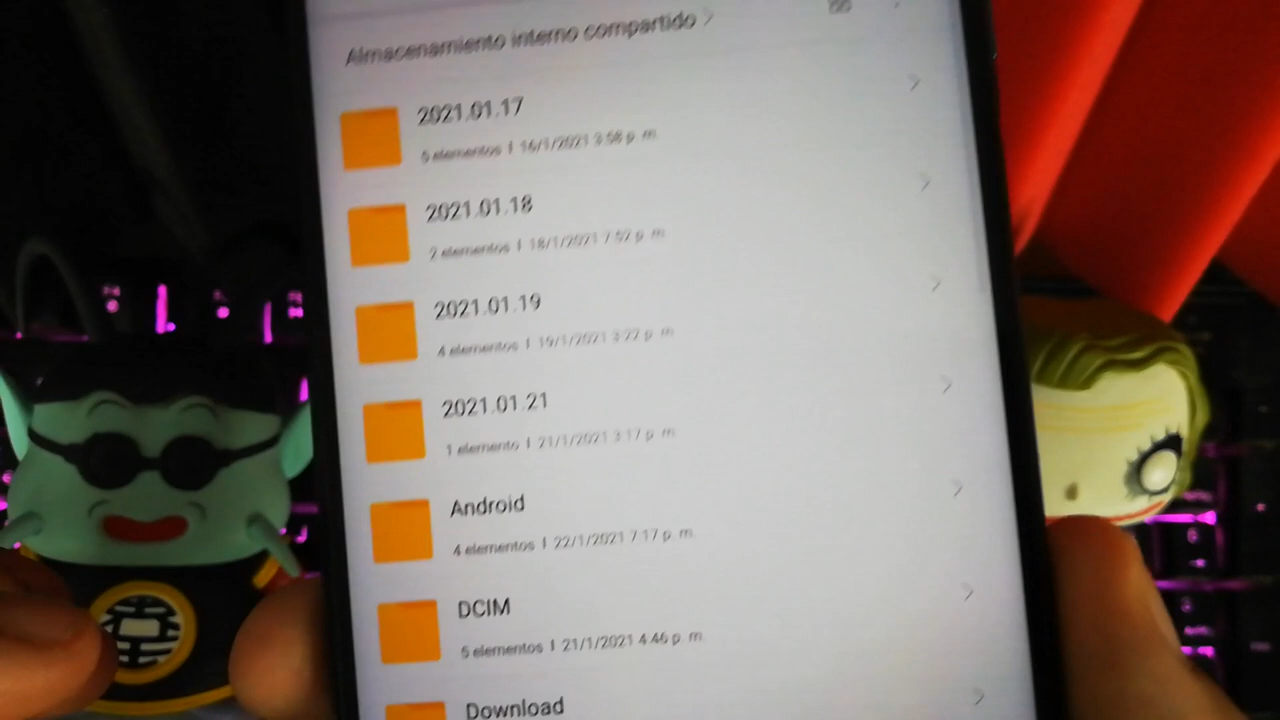 Almacenamiento interno compartido >
2021.01.17
5 elementos | 16/1/2021 3:58 p. m.
2021.01.18
2 elementos | 18/1/2021 7:52 p. m.
2021.01.19
4 elementos | 19/1/2021 3:22 p. m.
2021.01.21
1 elemento | 21/1/2021 3:17 p. m.
Android
4 elementos | 22/1/2021 7:17 p. m.
DCIM
5 elementos | 21/1/2021 4:46 p. m.
Download